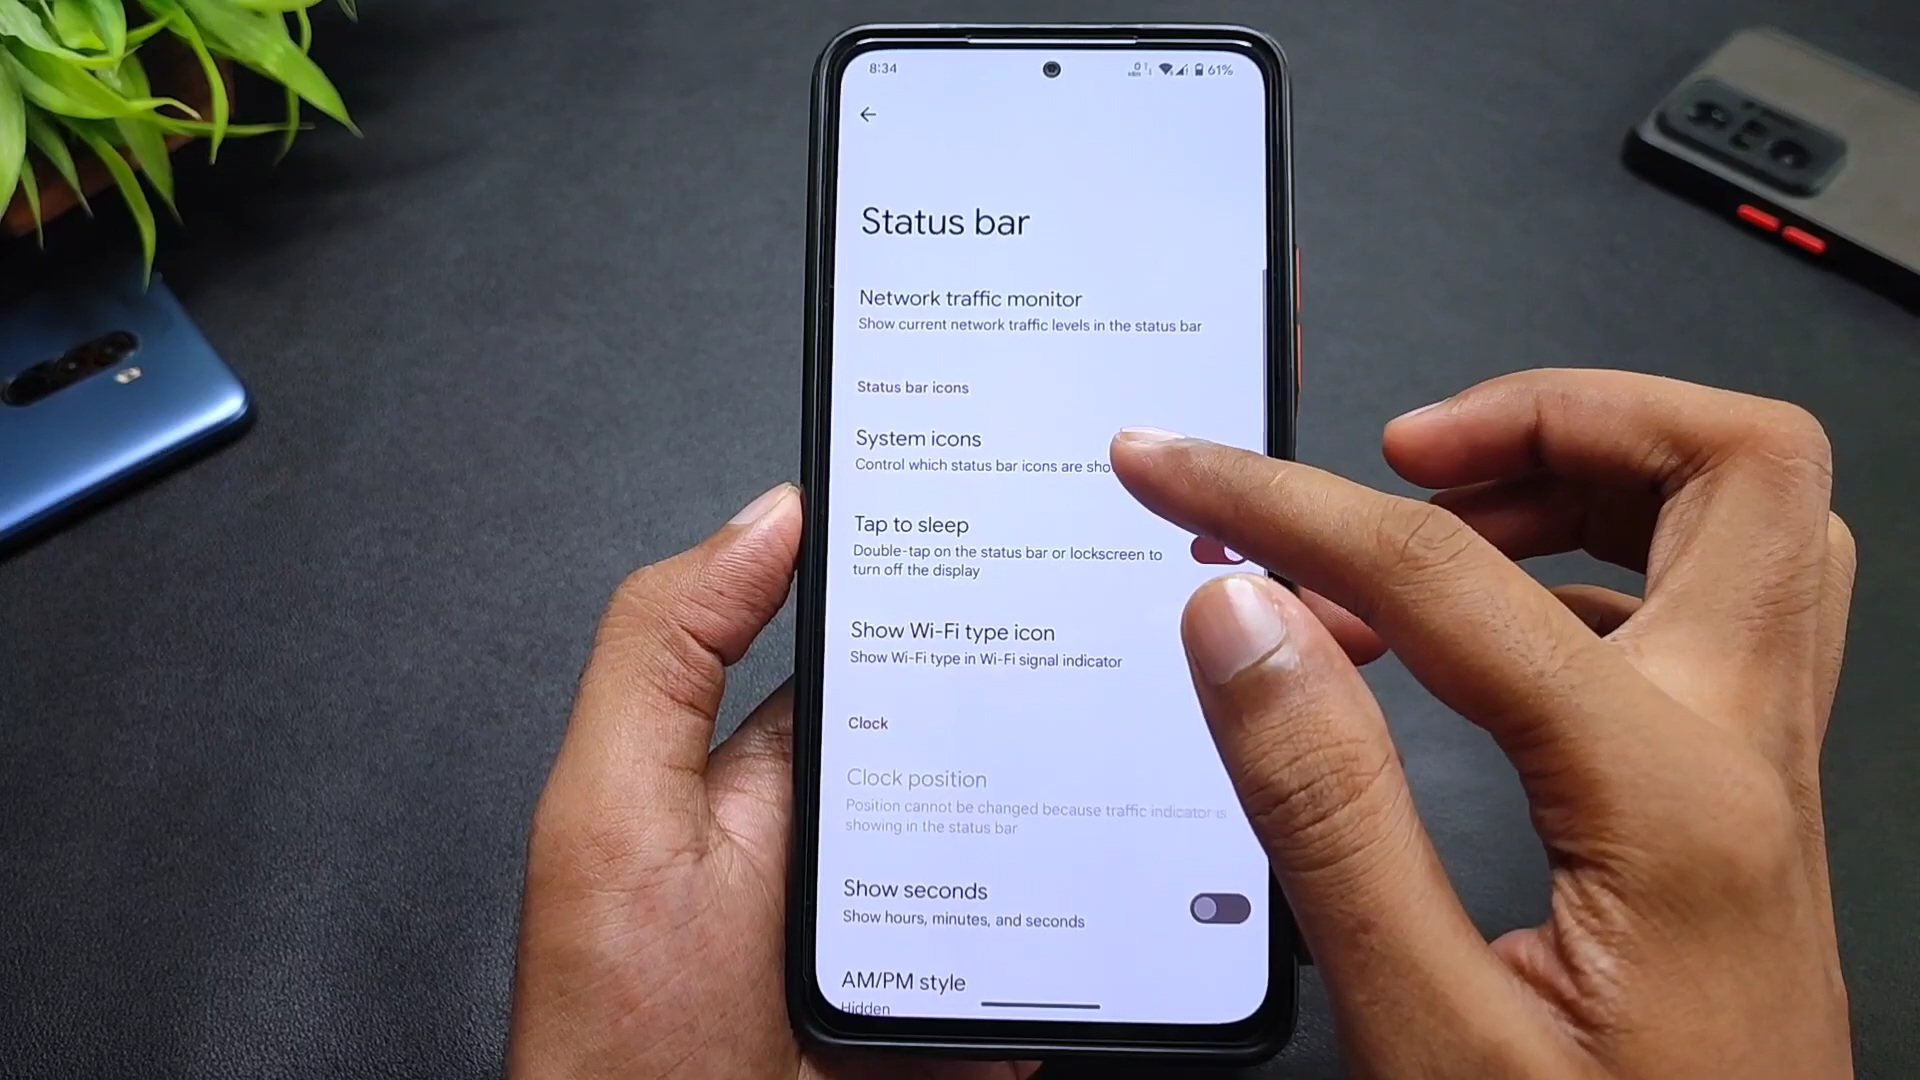 8:34
61%
Status bar
Network traffic monitor
Show current network traffic levels in the status bar
Status bar icons
System icons
Control which status bar icons are sho
Tap to sleep
Double-tap on the status bar or lockscreen to
turn off the display
Show Wi-Fi type icon
Show Wi-Fi type in Wi-Fi signal indicator
Clock
Clock position
Position cannot be changed because traffic indicator is
showing in the status bar
Show seconds
Show hours, minutes, and seconds
AM/PM style
Hidden